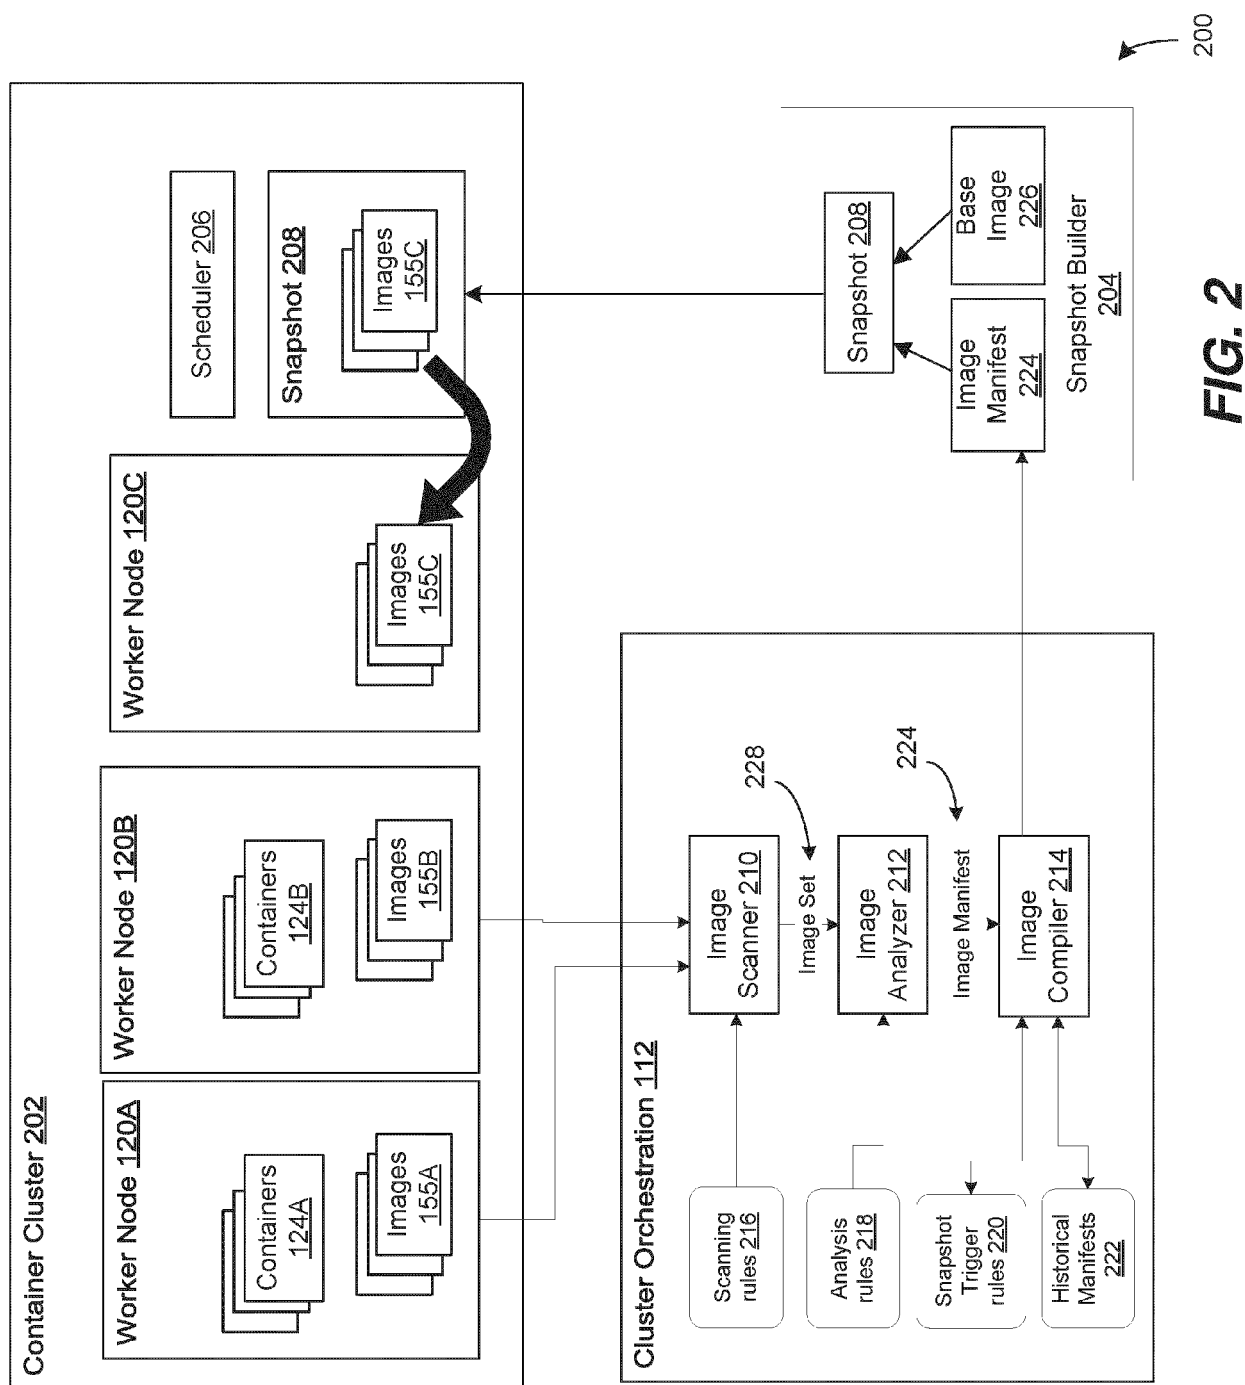 Container Cluster 202
Worker Node 120A
Containers
124A
Images
155A
Worker Node 120B
Containers
124B
Images
155B
Worker Node 120C
Images
155C
Scheduler 206
Snapshot 208
Images
155C
Cluster Orchestration 112
Scanning
rules 216
Analysis
rules 218
Snapshot
Trigger
rules 220
Historical
Manifests
222
Image
Scanner 210
Image Set
228
Image
Analyzer 212
Image Manifest
224
Image
Compiler 214
Snapshot 208
Image
Manifest
224
Base
Image
226
Snapshot Builder
204
200
FIG. 2